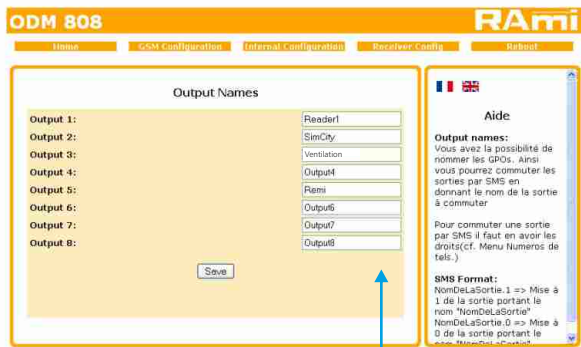 ODM 808
RAmi
Home
GSM Configuration
Internal Configuration
Receiver Config
Reboot
Output Names
Output 1: Reader1
Output 2: SimCity
Output 3: Ventilation
Output 4: Output4
Output 5: Remi
Output 6: Output6
Output 7: Output7
Output 8: Output8
Save
Aide
Output names:
Vous avez la possibilité de
nommer les GPOs. Ainsi
vous pourrez commuter les
sorties par SMS en
donnant le nom de la sortie
à commuter
Pour commuter une sortie
par SMS il faut en avoir les
droits(cf. Menu Numeros de
tels.)
SMS Format:
NomDeLaSortie.1 => Mise à
1 de la sortie portant le
nom "NomDeLaSortie"
NomDeLaSortie.0 => Mise à
0 de la sortie portant le